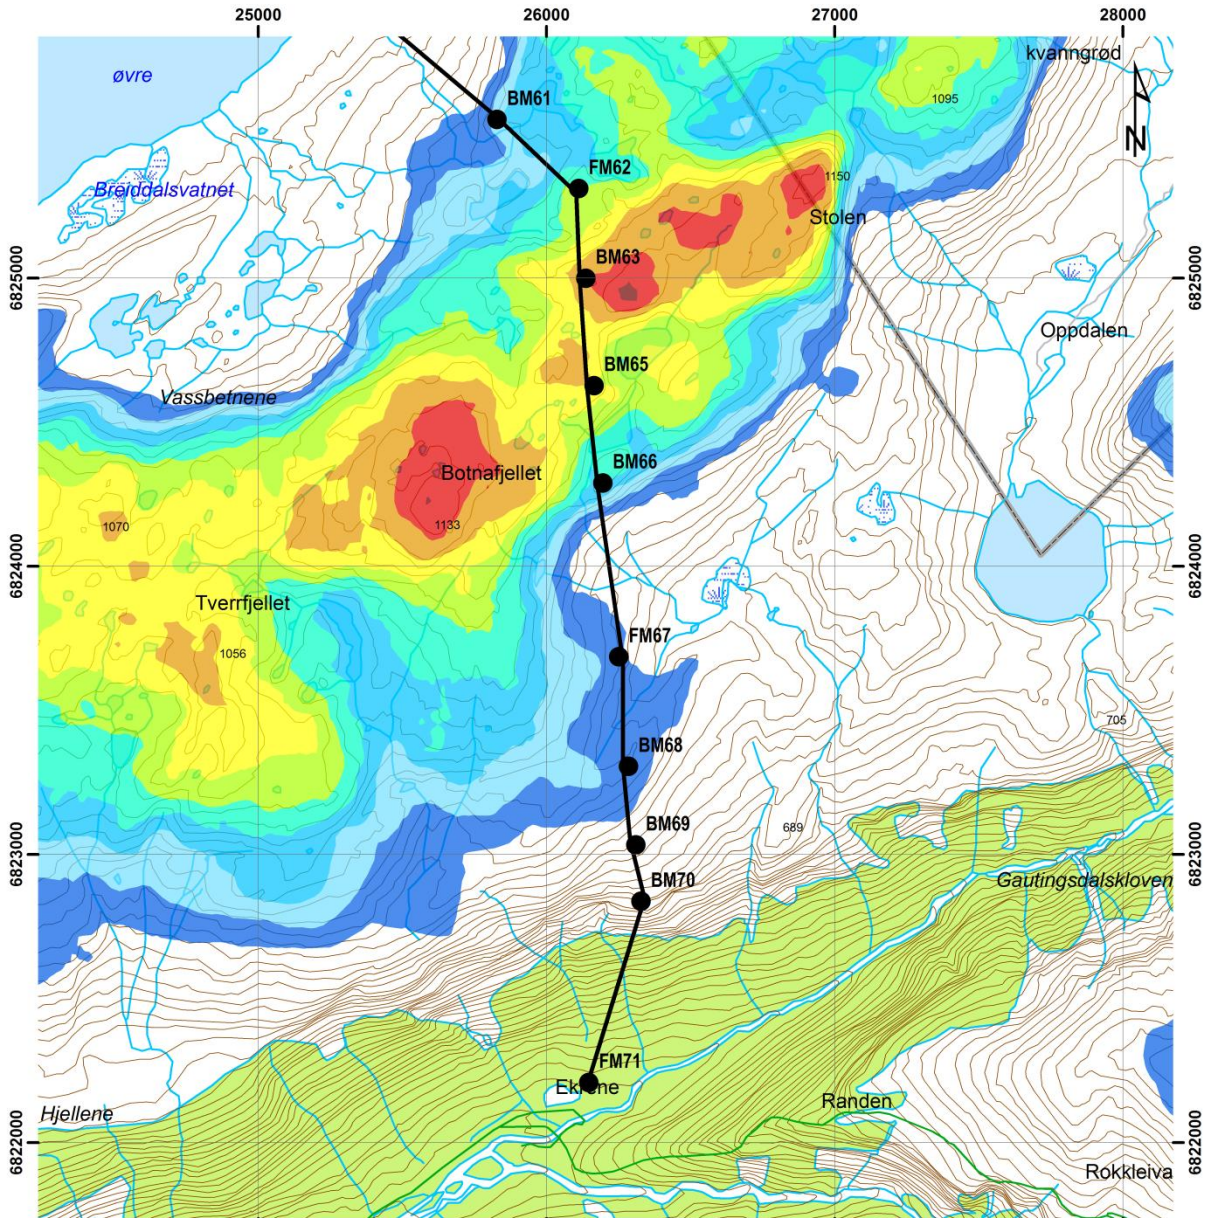 25000 26000 27000 28000
kvanngrød
øvre
BM61
1095
N
FM62
1150
Breiddalsvatnet
Stolen
BM63
6825000
6825000
Oppdalen
BM65
Vassbetnene
BM66
Botnafjellet
1070
1133
6824000
6824000
Tverrfjellet
FM67
1056
705
BM68
689
BM69
6823000
6823000
BM70
Gautingsdalskloven
FM71
Ekrene
Randen
Hjellene
6822000
6822000
Rokkleiva